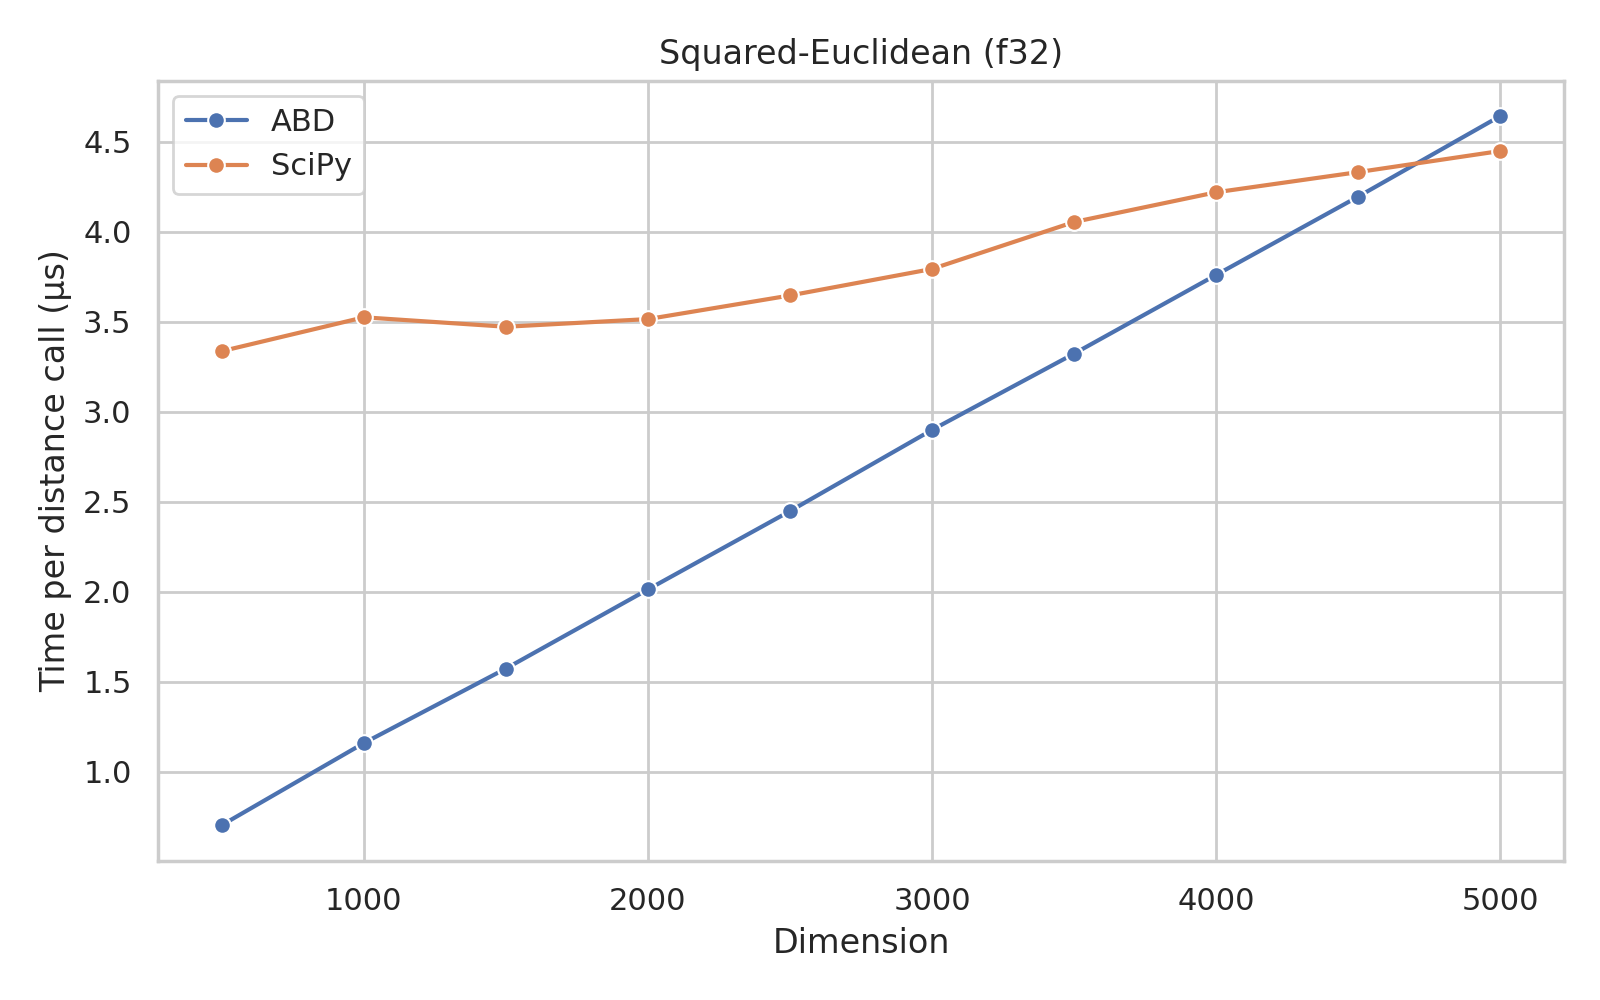 Squared-Euclidean (f32)
ABD
SciPy
Time per distance call (µs)
4.5
4.0
3.5
3.0
2.5
2.0
1.5
1.0
1000 2000 3000 4000 5000
Dimension